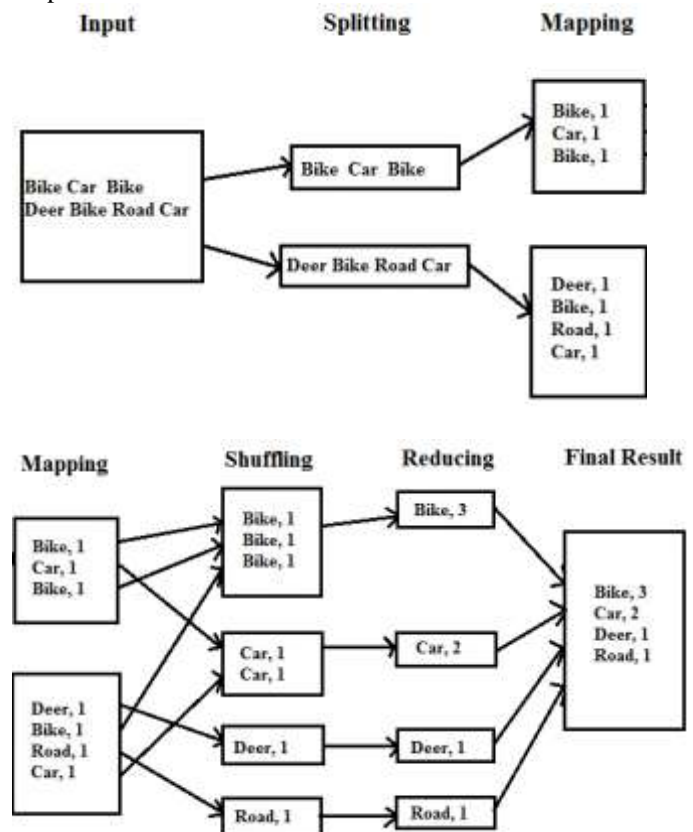 Input Splitting Mapping
Bike Car Bike
Deer Bike Road Car
Bike Car Bike
Deer Bike Road Car
Bike, 1
Car, 1
Bike, 1
Deer, 1
Bike, 1
Road, 1
Car, 1
Mapping Shuffling Reducing Final Result
Bike, 1
Car, 1
Bike, 1
Deer, 1
Bike, 1
Road, 1
Car, 1
Bike, 1
Bike, 1
Bike, 1
Car, 1
Car, 1
Deer, 1
Road, 1
Bike, 3
Car, 2
Deer, 1
Road, 1
Bike, 3
Car, 2
Deer, 1
Road, 1